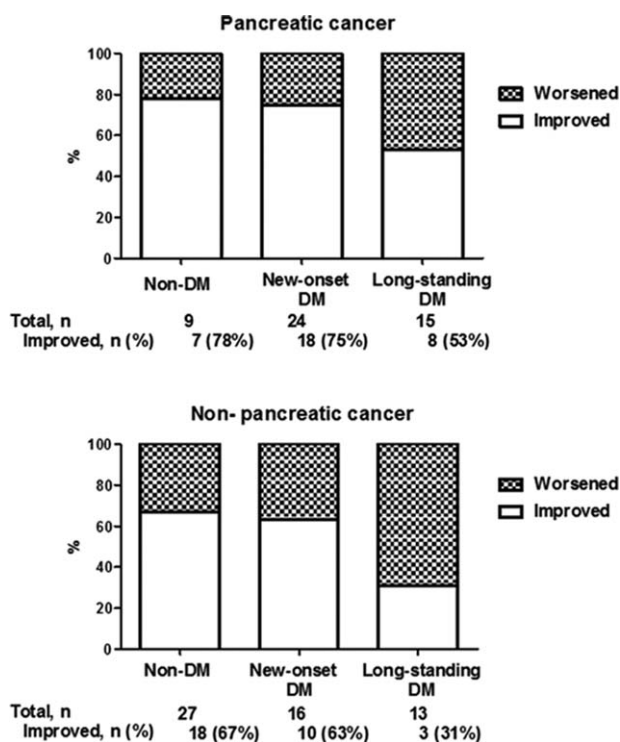 Pancreatic cancer
100
80
60
40
20
0
%
Worsened
Improved
Non-DM New-onset DM Long-standing DM
Total, n 9 24 15
Improved, n (%) 7 (78%) 18 (75%) 8 (53%)
Non- pancreatic cancer
100
80
60
40
20
0
%
Worsened
Improved
Non-DM New-onset DM Long-standing DM
Total, n 27 16 13
Improved, n (%) 18 (67%) 10 (63%) 3 (31%)